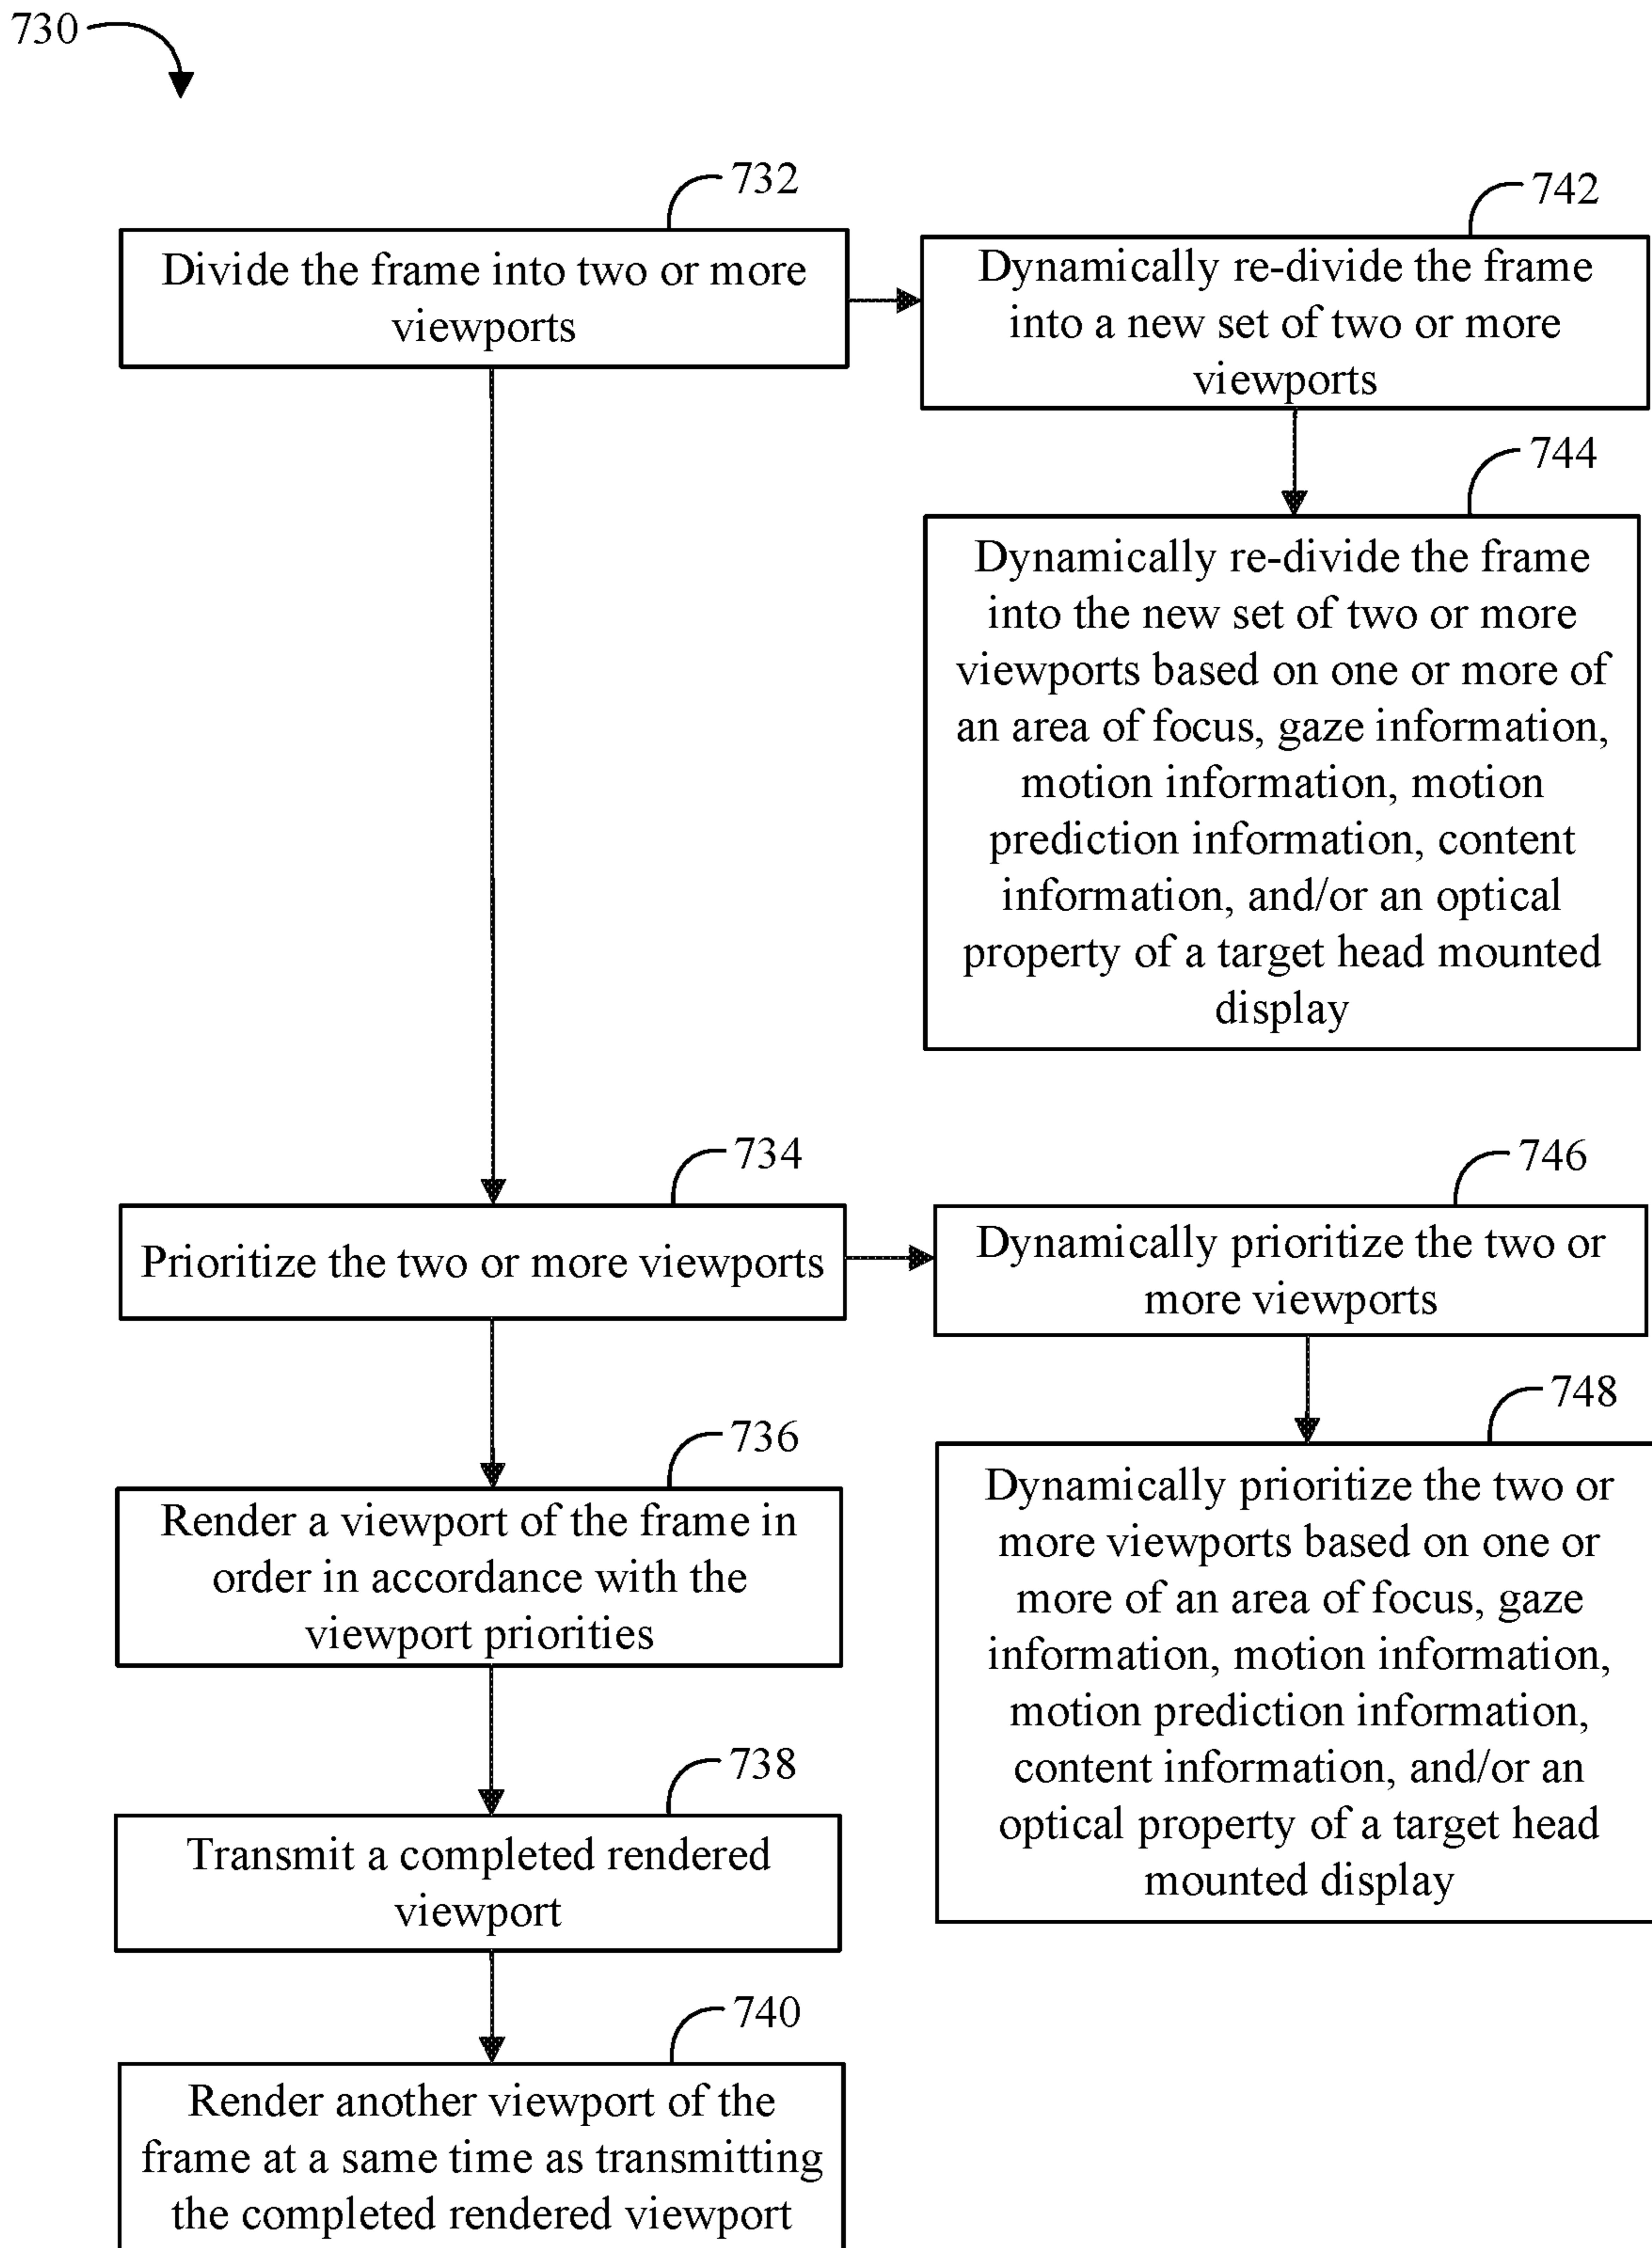 730
732
Divide the frame into two or more
viewports
742
Dynamically re-divide the frame
into a new set of two or more
viewports
744
Dynamically re-divide the frame
into the new set of two or more
viewports based on one or more of
an area of focus, gaze information,
motion information, motion
prediction information, content
information, and/or an optical
property of a target head mounted
display
734
Prioritize the two or more viewports
746
Dynamically prioritize the two or
more viewports
736
Render a viewport of the frame in
order in accordance with the
viewport priorities
748
Dynamically prioritize the two or
more viewports based on one or
more of an area of focus, gaze
information, motion information,
motion prediction information,
content information, and/or an
optical property of a target head
mounted display
738
Transmit a completed rendered
viewport
740
Render another viewport of the
frame at a same time as transmitting
the completed rendered viewport